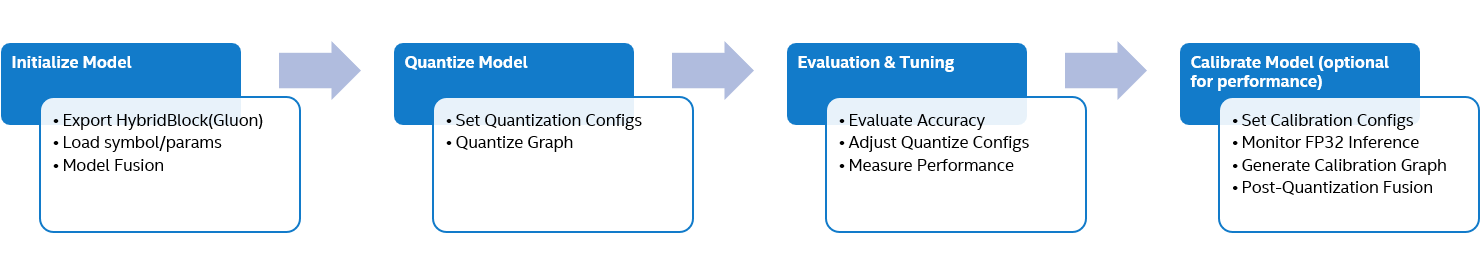 Initialize Model
• Export HybridBlock(Gluon)
• Load symbol/params
• Model Fusion
Quantize Model
• Set Quantization Configs
• Quantize Graph
Evaluation & Tuning
• Evaluate Accuracy
• Adjust Quantize Configs
• Measure Performance
Calibrate Model (optional
for performance)
• Set Calibration Configs
• Monitor FP32 Inference
• Generate Calibration Graph
• Post-Quantization Fusion